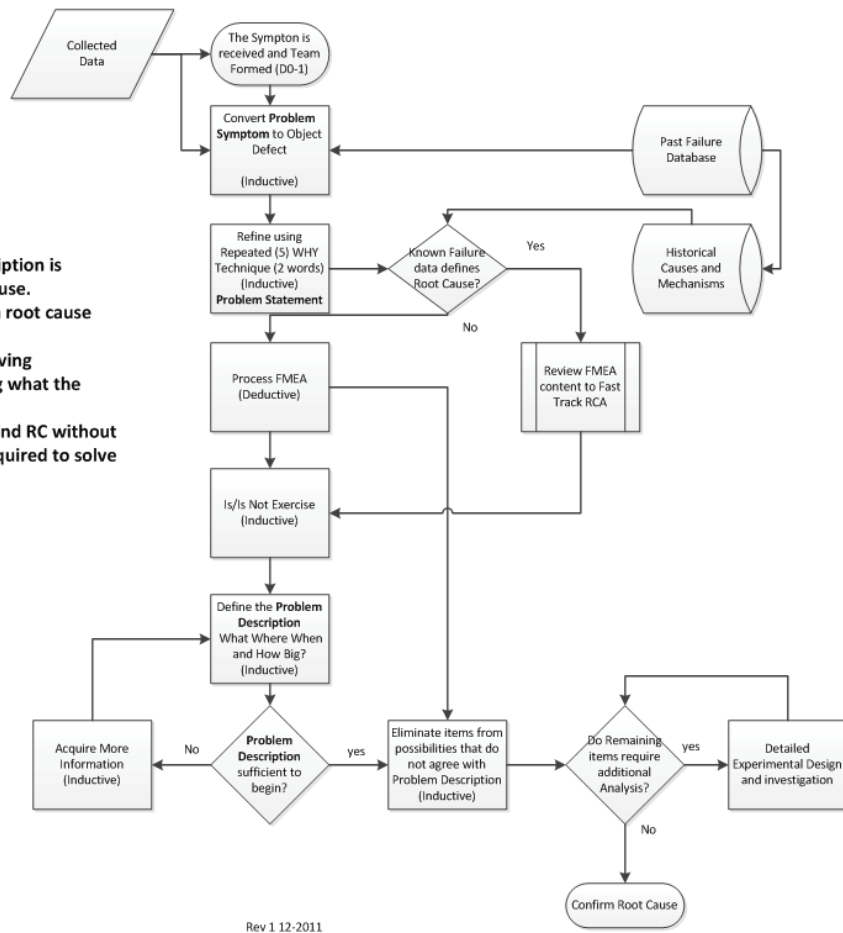 Collected
Data
The Sympton is
received and Team
Formed (D0-1)
Convert Problem
Symptom to Object
Defect
(Inductive)
Past Failure
Database
Refine using
Repeated (5) WHY
Technique (2 words)
(Inductive)
Problem Statement
Known Failure
data defines
Root Cause?
Yes
No
Historical
Causes and
Mechanisms
iption is
use.
root cause
ving
what the
ind RC without
quired to solve
Process FMEA
(Deductive)
Review FMEA
content to Fast
Track RCA
Is/Is Not Exercise
(Inductive)
Define the Problem
Description
What Where When
and How Big?
(Inductive)
Acquire More
Information
(Inductive)
No
Problem
Description
sufficient to
begin?
yes
Eliminate items from
possibilities that do
not agree with
Problem Description
(Inductive)
Do Remaining
items require
additional
Analysis?
yes
Detailed
Experimental Design
and investigation
No
Confirm Root Cause
Rev 1 12-2011